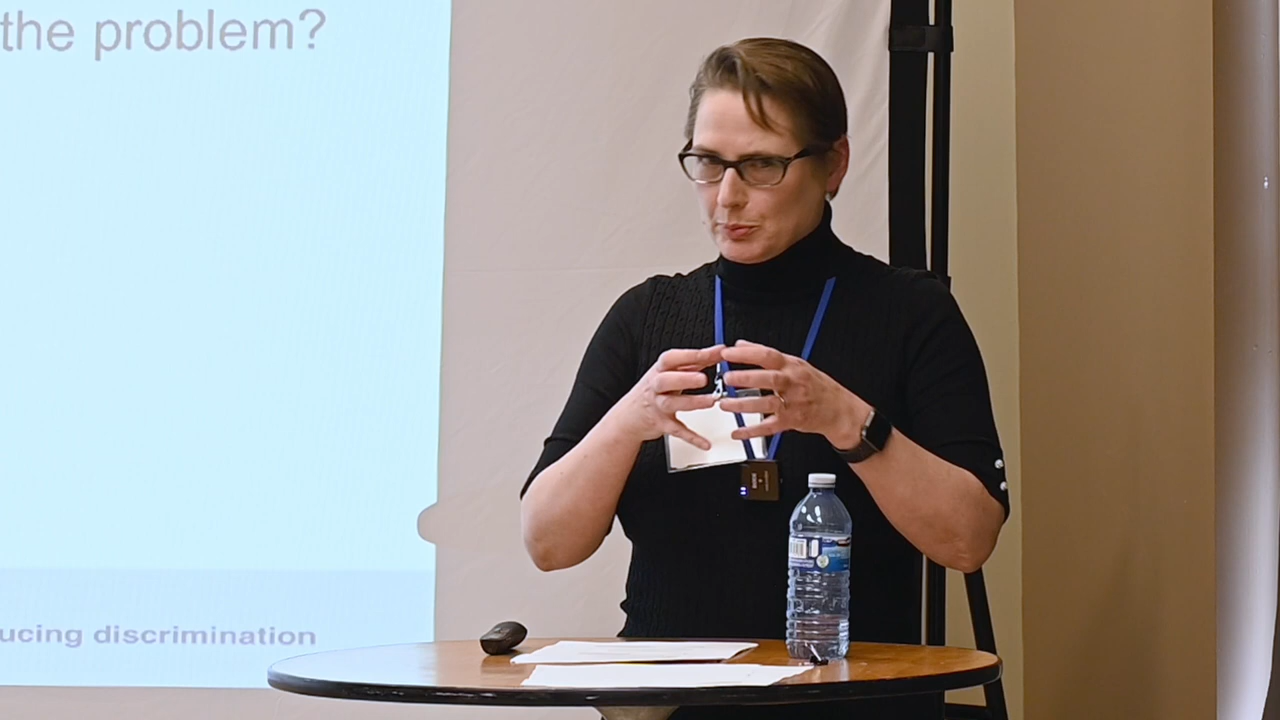 the problem?
ucing discrimination